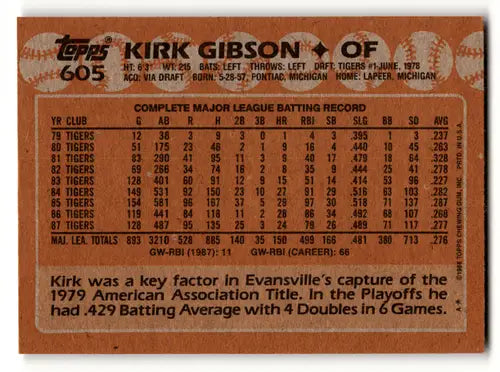 Topps KIRK GIBSON ✦ OF
605 HT: 6'3" WT: 215 BATS: LEFT THROWS: LEFT DRFT: TIGERS #1-JUNE, 1978
ACQ: VIA DRAFT BORN: 5-28-57, PONTIAC, MICHIGAN HOME: LAPEER, MICHIGAN
COMPLETE MAJOR LEAGUE BATTING RECORD
YR CLUB G AB R H 2B 3B HR RBI SB SLG BB SO AVG
79 TIGERS 12 38 3 9 3 0 1 4 3 .395 1 3 .237
80 TIGERS 51 175 23 46 2 1 9 16 4 .440 10 45 .263
81 TIGERS 83 290 41 95 11 3 9 40 17 .479 18 64 .328
82 TIGERS 69 266 34 74 16 2 8 35 9 .444 25 41 .278
83 TIGERS 128 401 60 91 12 9 15 51 14 .414 53 96 .227
84 TIGERS 149 531 92 150 23 10 27 91 29 .516 63 103 .282
85 TIGERS 154 581 96 167 37 5 29 97 30 .518 71 137 .287
86 TIGERS 119 441 84 118 11 2 28 86 34 .492 68 107 .268
87 TIGERS 128 487 95 135 25 3 24 79 26 .489 71 117 .277
MAJ. LEA. TOTALS 893 3210 528 885 140 35 150 499 166 .481 380 713 .276
GW-RBI (1987): 11 GW-RBI (CAREER): 66
Kirk was a key factor in Evansville's capture of the
1979 American Association Title. In the Playoffs he
had .429 Batting Average with 4 Doubles in 6 Games.
©1988 TOPPS CHEWING GUM, INC. PRTD. IN U.S.A.